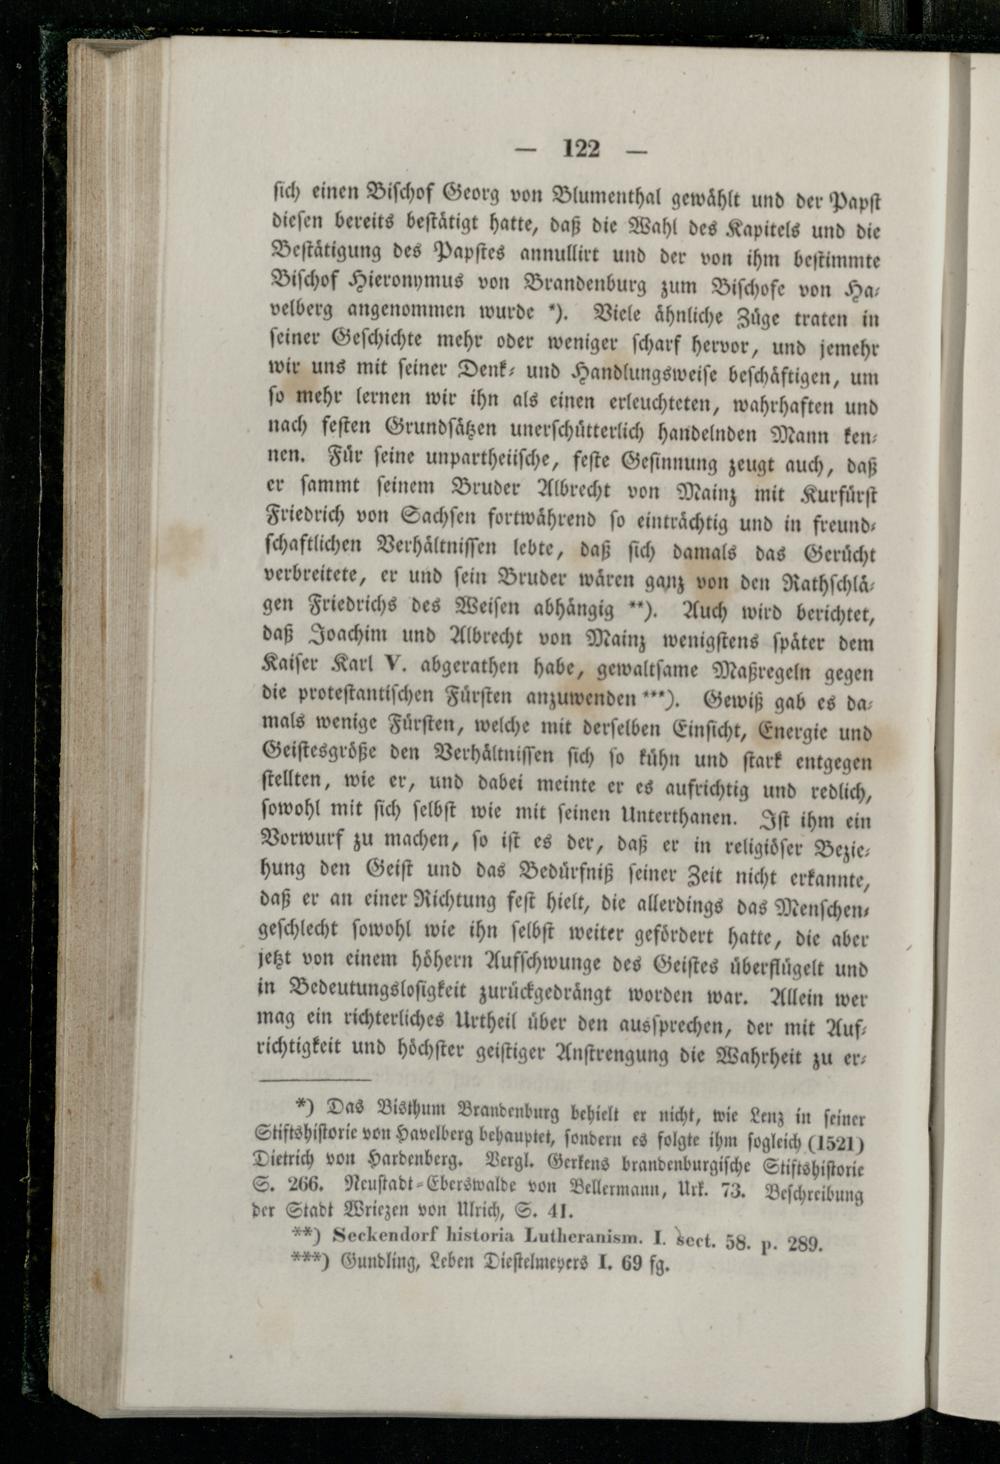 — 122 —
sich einen Bischof Georg von Blumenthal gewählt und der Papst
diesen bereits bestätigt hatte, daß die Wahl des Kapitels und die
Bestätigung des Papstes annullirt und der von ihm bestimmte
Bischof Hieronymus von Brandenburg zum Bischofe von Ha-
velberg angenommen wurde *). Viele ähnliche Züge traten in
seiner Geschichte mehr oder weniger scharf hervor, und jemehr
wir uns mit seiner Denk- und Handlungsweise beschäftigen, um
so mehr lernen wir ihn als einen erleuchteten, wahrhaften und
nach festen Grundsätzen unerschütterlich handelnden Mann ken-
nen. Für seine unpartheiische, feste Gesinnung zeugt auch, daß
er sammt seinem Bruder Albrecht von Mainz mit Kurfürst
Friedrich von Sachsen fortwährend so einträchtig und in freund-
schaftlichen Verhältnissen lebte, daß sich damals das Gerücht
verbreitete, er und sein Bruder wären ganz von den Rathschlä-
gen Friedrichs des Weisen abhängig **). Auch wird berichtet,
daß Joachim und Albrecht von Mainz wenigstens später dem
Kaiser Karl V. abgerathen habe, gewaltsame Maßregeln gegen
die protestantischen Fürsten anzuwenden ***). Gewiß gab es da-
mals wenige Fürsten, welche mit derselben Einsicht, Energie und
Geistesgröße den Verhältnissen sich so kühn und stark entgegen
stellten, wie er, und dabei meinte er es aufrichtig und redlich,
sowohl mit sich selbst wie mit seinen Unterthanen. Ist ihm ein
Vorwurf zu machen, so ist es der, daß er in religiöser Bezie-
hung den Geist und das Bedürfniß seiner Zeit nicht erkannte,
daß er an einer Richtung fest hielt, die allerdings das Menschen-
geschlecht sowohl wie ihn selbst weiter gefördert hatte, die aber
jetzt von einem höhern Aufschwunge des Geistes überflügelt und
in Bedeutungslosigkeit zurückgedrängt worden war. Allein wer
mag ein richterliches Urtheil über den aussprechen, der mit Auf-
richtigkeit und höchster geistiger Anstrengung die Wahrheit zu er-
*) Das Bisthum Brandenburg behielt er nicht, wie Lenz in seiner
Stiftshistorie von Havelberg behauptet, sondern es folgte ihm sogleich (1521)
Dietrich von Hardenberg. Vergl. Gerkens brandenburgische Stiftshistorie
S. 266. Neustadt-Eberswalde von Bellermann, Urk. 73. Beschreibung
der Stadt Wriezen von Ulrich, S. 41.
**) Seckendorf historia Lutheranism. I. sect. 58. p. 289.
***) Gundling, Leben Diestelmeyers I. 69 fg.